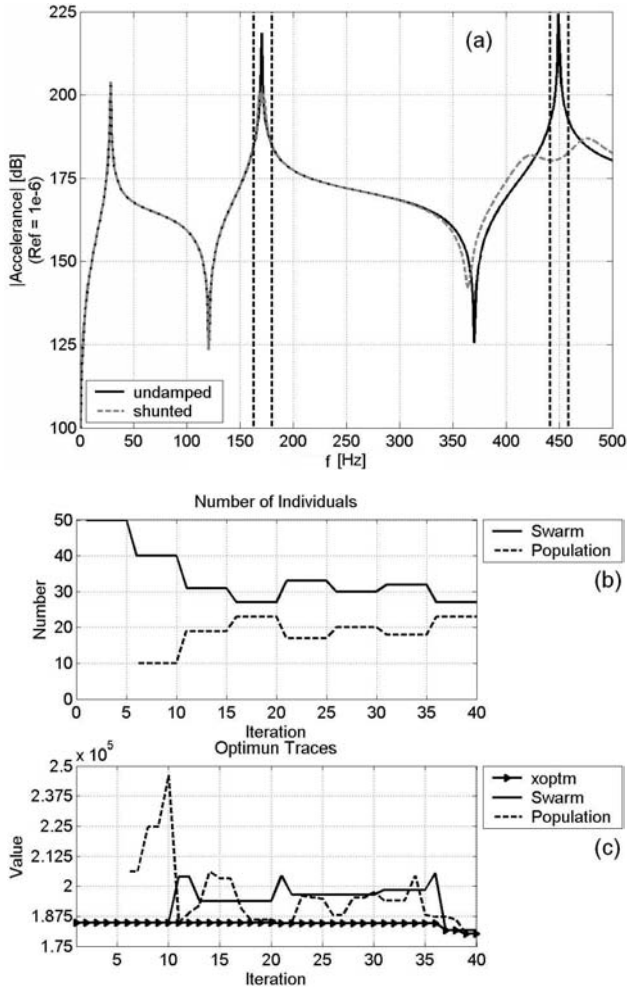 (a)
225
200
175
150
125
100
|Accelerance| [dB]
(Ref = 1e-6)
undamped
shunted
0 50 100 150 200 250 300 350 400 450 500
f [Hz]
Number of Individuals
50
40
30
20
10
0
Number
Swarm
Population
(b)
0 5 10 15 20 25 30 35 40
Iteration
Optimun Traces
x 10^5
2.5
2.375
2.25
2.125
2
1.875
1.75
Value
xoptm
Swarm
Population
(c)
5 10 15 20 25 30 35 40
Iteration